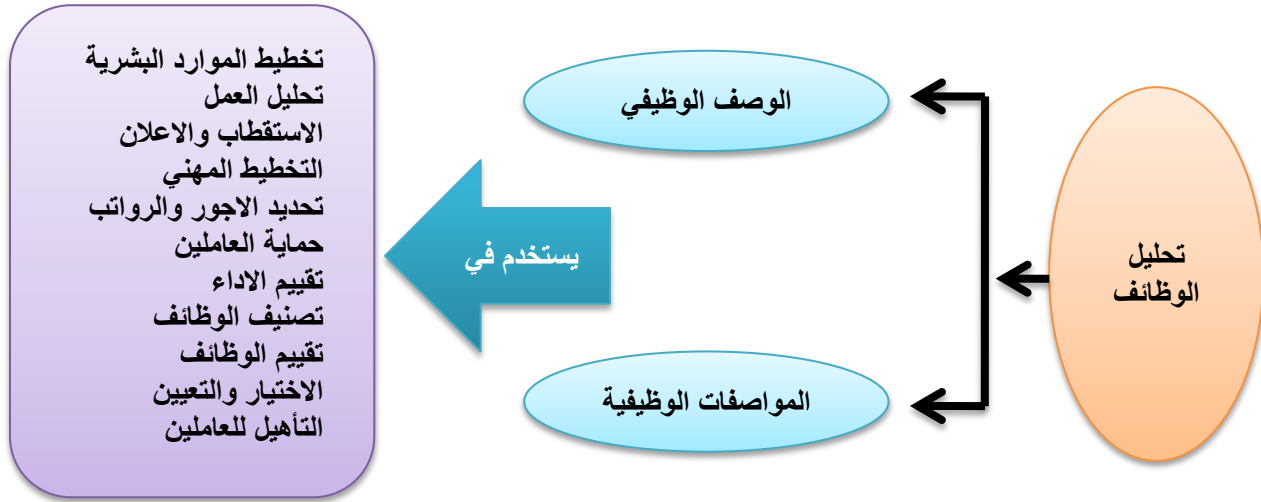 تحليل
الوظائف
الوصف الوظيفي
المواصفات الوظيفية
يستخدم في
تخطيط الموارد البشرية
تحليل العمل
الاستقطاب والاعلان
التخطيط المهني
تحديد الاجور والرواتب
حماية العاملين
تقييم الاداء
تصنيف الوظائف
تقييم الوظائف
الاختيار والتعيين
التأهيل للعاملين